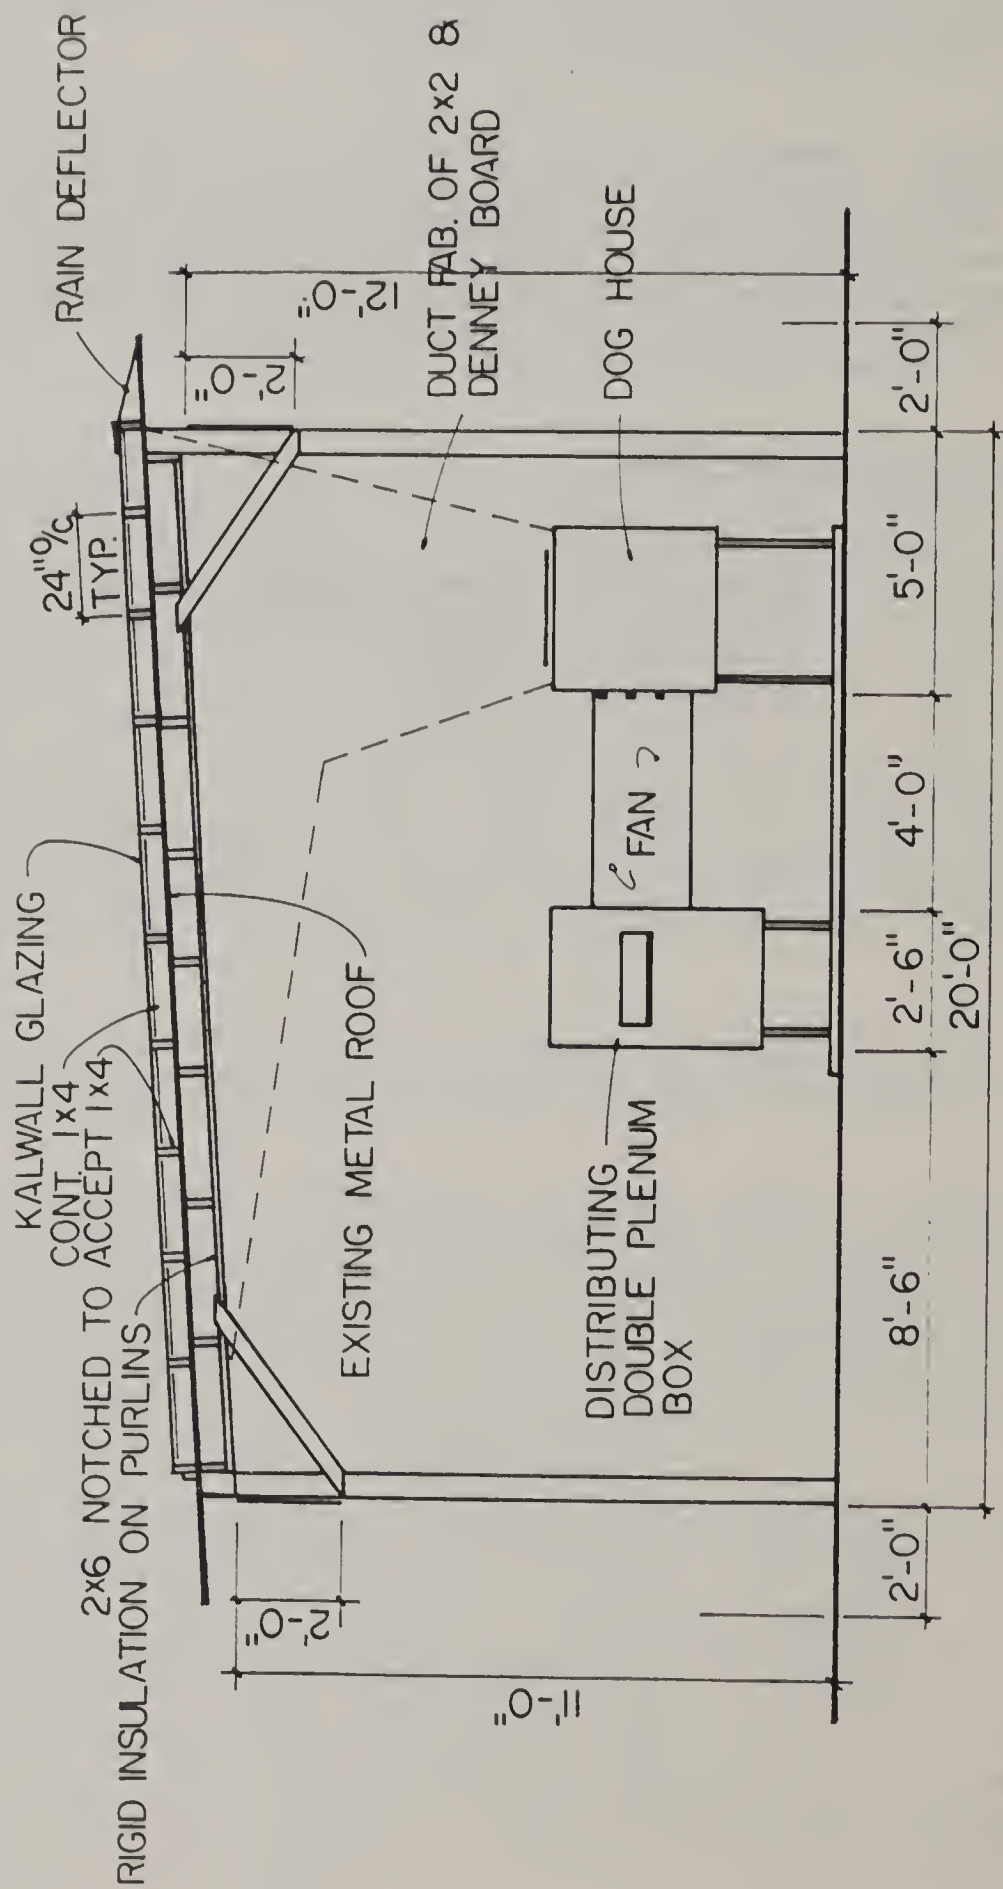 KALWALL GLAZING
CONT. 1x4
2x6 NOTCHED TO ACCEPT 1x4
RIGID INSULATION ON PURLINS
24" O/C
TYP.
RAIN DEFLECTOR
2'-0"
12'-0"
2'-0"
11'-0"
EXISTING METAL ROOF
DUCT FAB. OF 2x2 &
DENNEY BOARD
DOG HOUSE
FAN
DISTRIBUTING
DOUBLE PLENUM
BOX
2'-0"
8'-6"
2'-6"
4'-0"
5'-0"
2'-0"
20'-0"